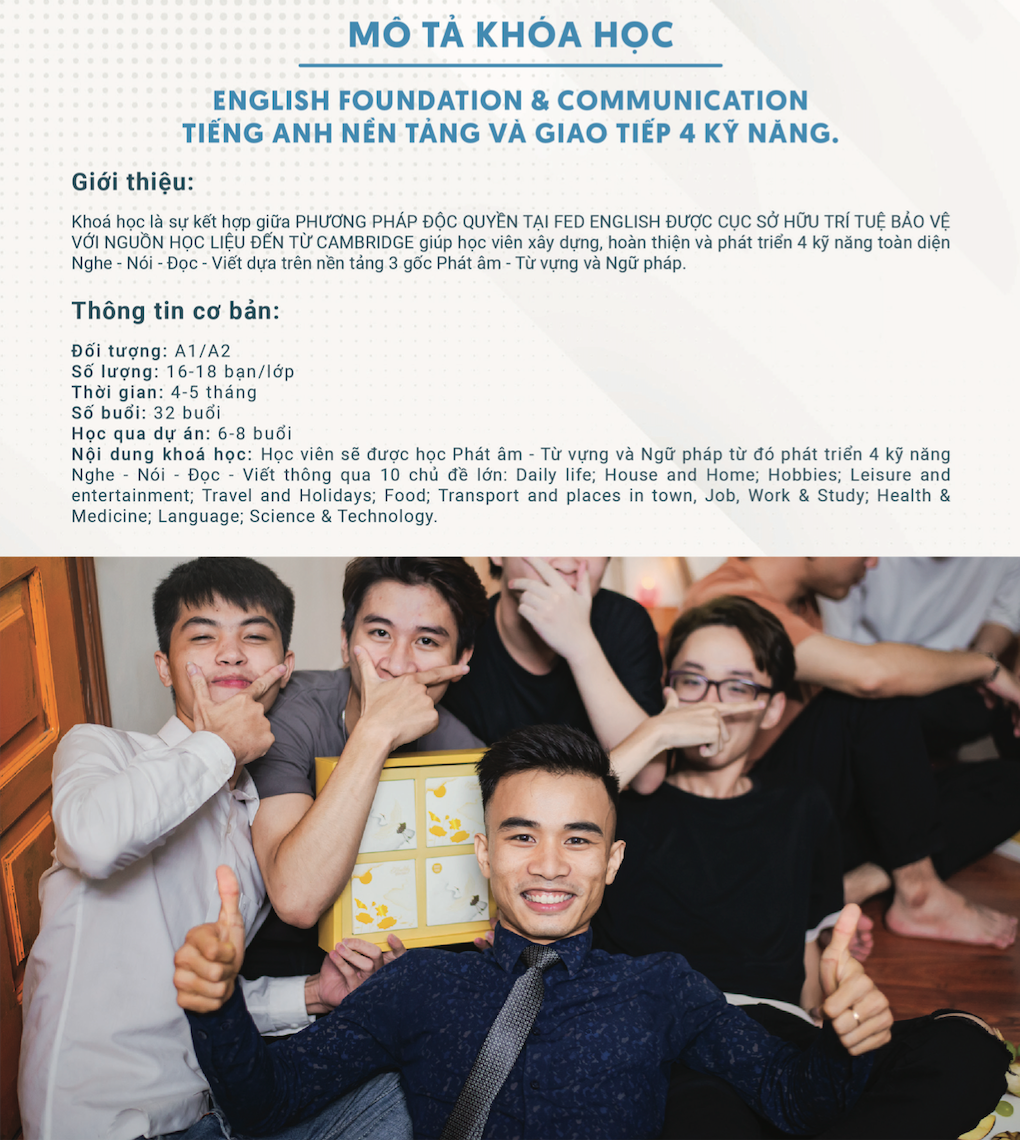 MÔ TẢ KHÓA HỌC
ENGLISH FOUNDATION & COMMUNICATION
TIẾNG ANH NỀN TẢNG VÀ GIAO TIẾP 4 KỸ NĂNG.
Giới thiệu:
Khoá học là sự kết hợp giữa PHƯƠNG PHÁP ĐỘC QUYỀN TẠI FED ENGLISH ĐƯỢC CỤC SỞ HỮU TRÍ TUỆ BẢO VỆ
VỚI NGUỒN HỌC LIỆU ĐẾN TỪ CAMBRIDGE giúp học viên xây dựng, hoàn thiện và phát triển 4 kỹ năng toàn diện
Nghe - Nói - Đọc - Viết dựa trên nền tảng 3 gốc Phát âm - Từ vựng và Ngữ pháp.
Thông tin cơ bản:
Đối tượng: A1/A2
Số lượng: 16-18 bạn/lớp
Thời gian: 4-5 tháng
Số buổi: 32 buổi
Học qua dự án: 6-8 buổi
Nội dung khoá học: Học viên sẽ được học Phát âm - Từ vựng và Ngữ pháp từ đó phát triển 4 kỹ năng
Nghe - Nói - Đọc - Viết thông qua 10 chủ đề lớn: Daily life; House and Home; Hobbies; Leisure and
entertainment; Travel and Holidays; Food; Transport and places in town, Job, Work & Study; Health &
Medicine; Language; Science & Technology.